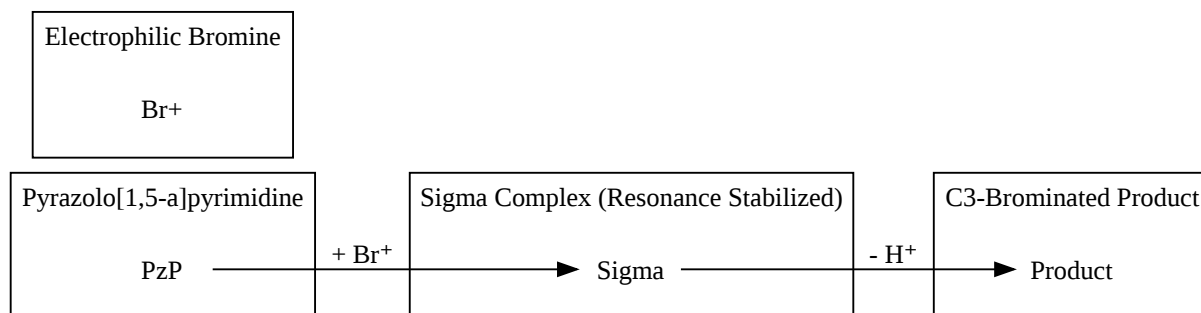 Electrophilic Bromine
Br+
Pyrazolo[1,5-a]pyrimidine
PzP
+ Br⁺
Sigma Complex (Resonance Stabilized)
Sigma
- H⁺
C3-Brominated Product
Product